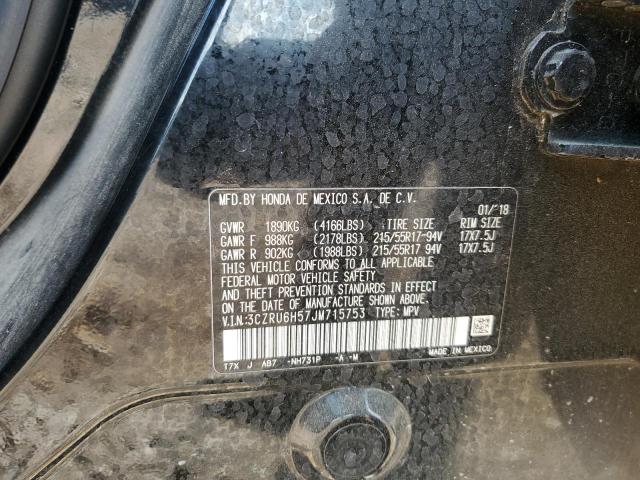 MFD.BY HONDA DE MEXICO S.A. DE C.V. 01/18
GVWR 1890KG (4166LBS) TIRE SIZE RIM SIZE
GAWR F 988KG (2178LBS) 215/55R17-94V 17X7.5J
GAWR R 902KG (1988LBS) 215/55R17 94V 17X7.5J
THIS VEHICLE CONFORMS TO ALL APPLICABLE
FEDERAL MOTOR VEHICLE SAFETY
AND THEFT PREVENTION STANDARDS IN EFFECT
ON THE DATE OF MANUFACTURE SHOWN ABOVE.
V.I.N.:3CZRU6H57JM715753 TYPE: MPV
T7X J AB7 -NH731P -A -M MADE IN MEXICO